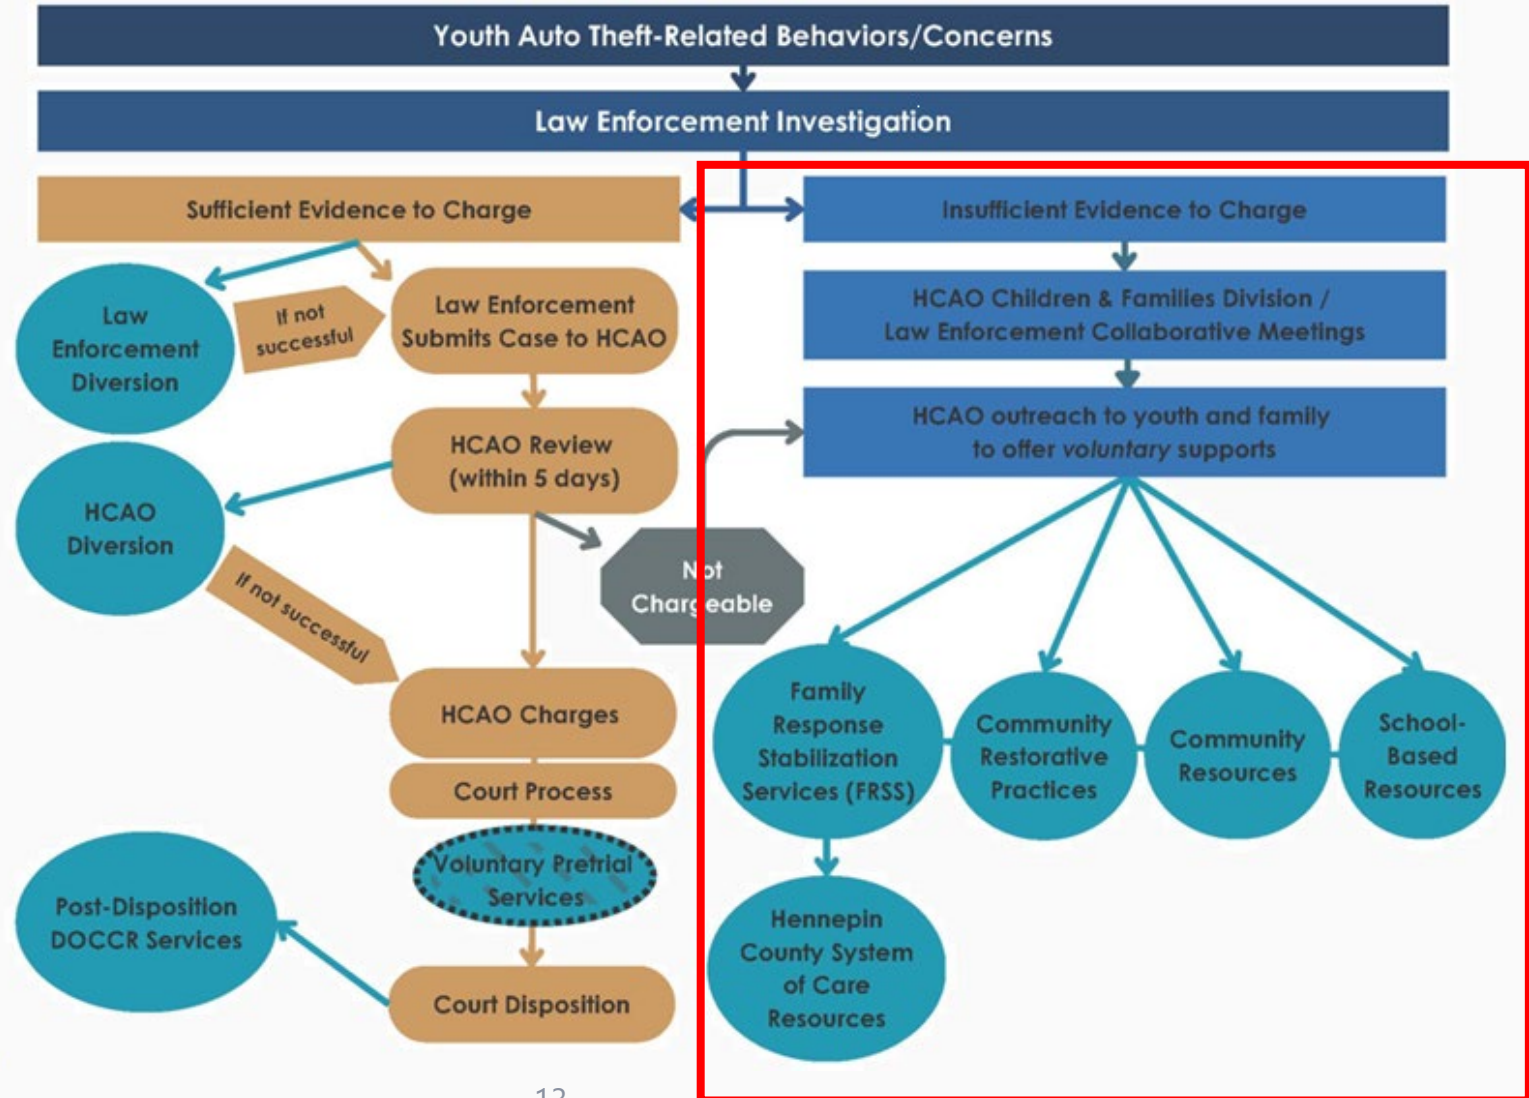 Youth Auto Theft-Related Behaviors/Concerns
Law Enforcement Investigation
Sufficient Evidence to Charge
Law
Enforcement
Diversion
If not
successful
Law Enforcement
Submits Case to HCAO
HCAO Review
(within 5 days)
HCAO
Diversion
If not successful
Not
Chargeable
HCAO Charges
Court Process
Voluntary Pretrial
Services
Court Disposition
Post-Disposition
DOCCR Services
Insufficient Evidence to Charge
HCAO Children & Families Division /
Law Enforcement Collaborative Meetings
HCAO outreach to youth and family
to offer voluntary supports
Family
Response
Stabilization
Services (FRSS)
Community
Restorative
Practices
Community
Resources
School-
Based
Resources
Hennepin
County System
of Care
Resources